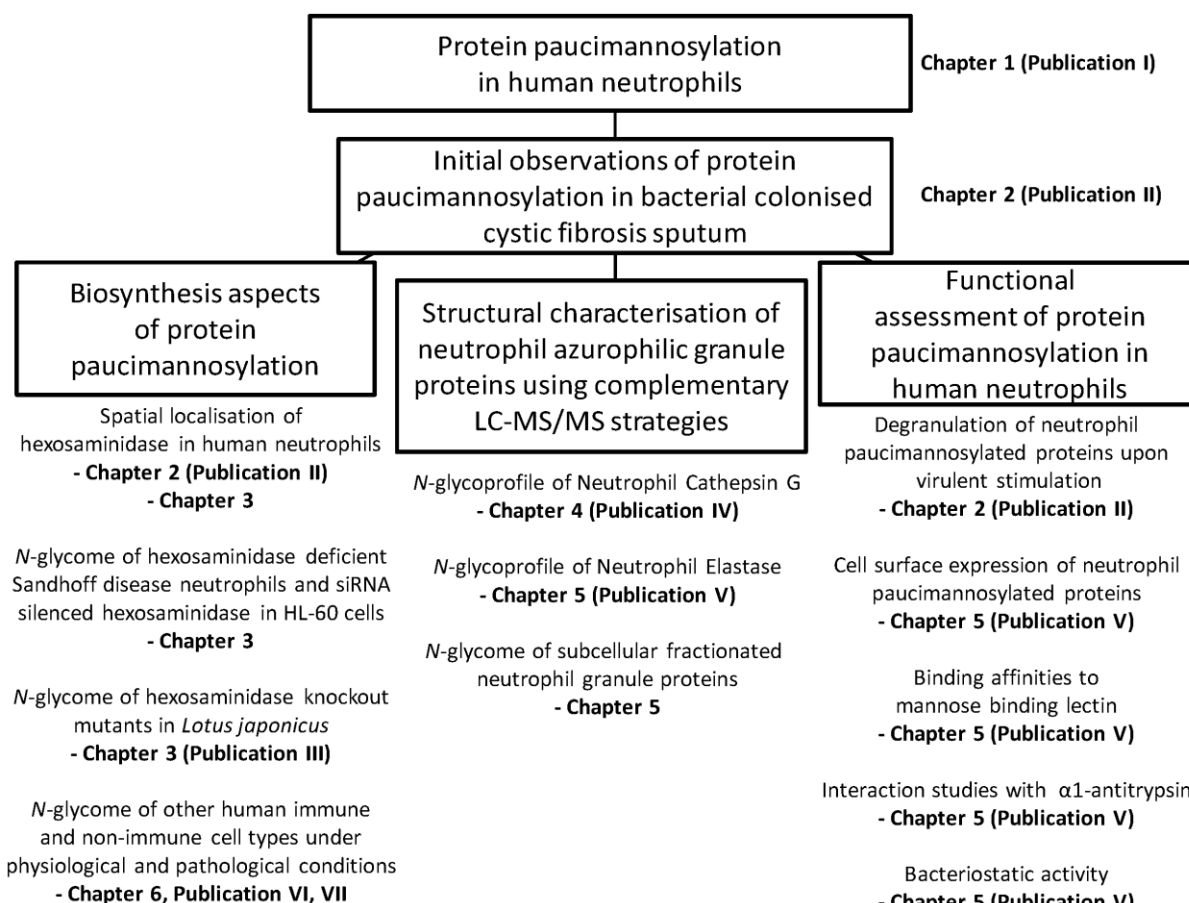 Protein paucimannosylation
in human neutrophils
Chapter 1 (Publication I)
Initial observations of protein
paucimannosylation in bacterial colonised
cystic fibrosis sputum
Chapter 2 (Publication II)
Biosynthesis aspects
of protein
paucimannosylation
Spatial localisation of
hexosaminidase in human neutrophils
- Chapter 2 (Publication II)
- Chapter 3
N-glycome of hexosaminidase deficient
Sandhoff disease neutrophils and siRNA
silenced hexosaminidase in HL-60 cells
- Chapter 3
N-glycome of hexosaminidase knockout
mutants in Lotus japonicus
- Chapter 3 (Publication III)
N-glycome of other human immune
and non-immune cell types under
physiological and pathological conditions
- Chapter 6, Publication VI, VII
Structural characterisation of
neutrophil azurophilic granule
proteins using complementary
LC-MS/MS strategies
N-glycoprofile of Neutrophil Cathepsin G
- Chapter 4 (Publication IV)
N-glycoprofile of Neutrophil Elastase
- Chapter 5 (Publication V)
N-glycome of subcellular fractionated
neutrophil granule proteins
- Chapter 5
Functional
assessment of protein
paucimannosylation in
human neutrophils
Degranulation of neutrophil
paucimannosylated proteins upon
virulent stimulation
- Chapter 2 (Publication II)
Cell surface expression of neutrophil
paucimannosylated proteins
- Chapter 5 (Publication V)
Binding affinities to
mannose binding lectin
- Chapter 5 (Publication V)
Interaction studies with α1-antitrypsin
- Chapter 5 (Publication V)
Bacteriostatic activity
- Chapter 5 (Publication V)